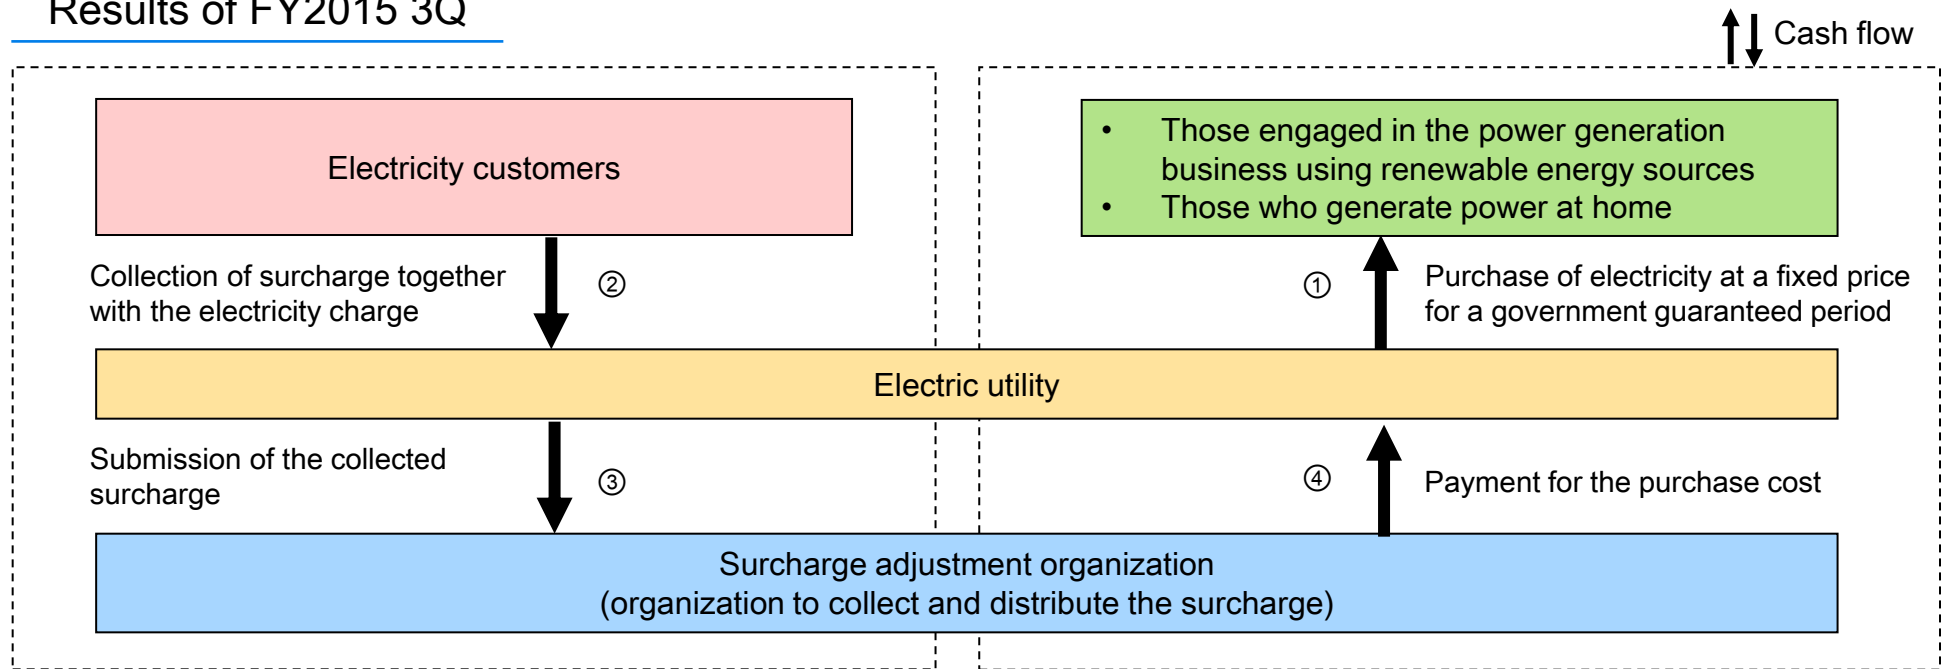 Results of FY2015 3Q
Cash flow
Electricity customers
• Those engaged in the power generation
business using renewable energy sources
• Those who generate power at home
Collection of surcharge together
with the electricity charge
②
①
Purchase of electricity at a fixed price
for a government guaranteed period
Electric utility
Submission of the collected
surcharge
③
④
Payment for the purchase cost
Surcharge adjustment organization
(organization to collect and distribute the surcharge)